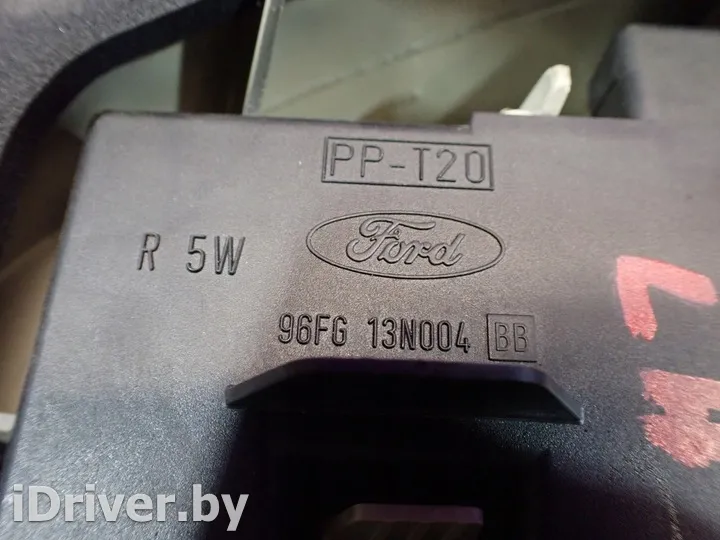 PP-T20
R 5W
Ford
96FG 13N004 BB
iDriver.by